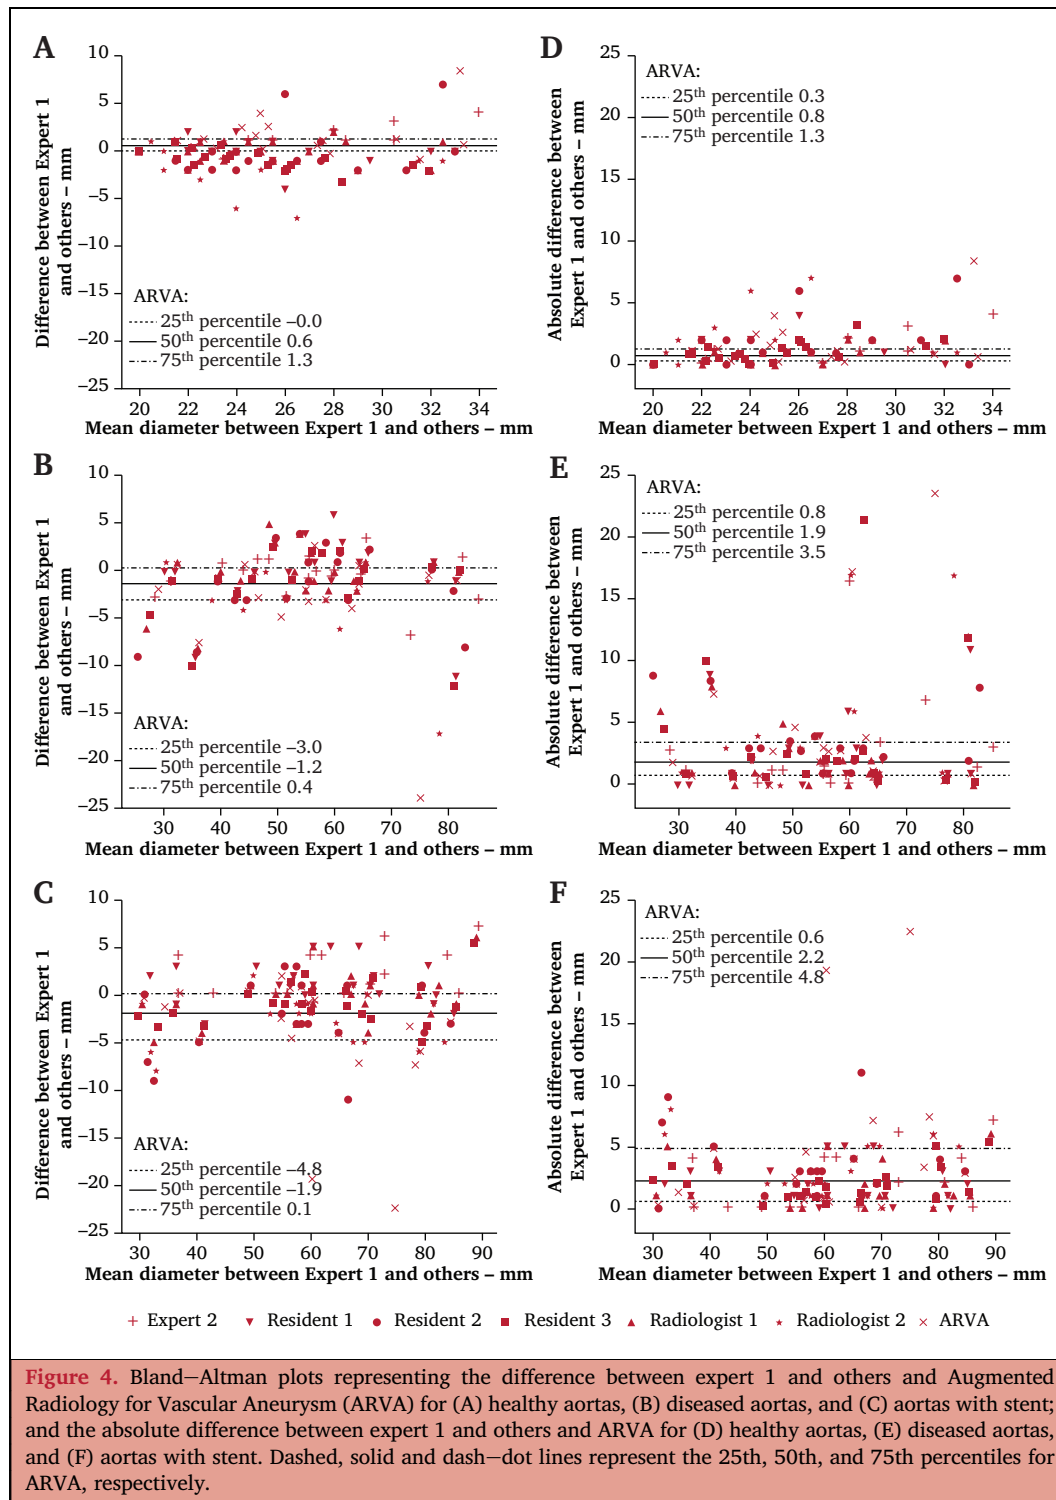 A
10
5
0
−5
−10
−15
−20
−25
Difference between Expert 1
and others – mm
ARVA:
25th percentile –0.0
50th percentile 0.6
75th percentile 1.3
20 22 24 26 28 30 32 34
Mean diameter between Expert 1 and others – mm
D
25
20
15
10
5
0
Absolute difference between
Expert 1 and others – mm
ARVA:
25th percentile 0.3
50th percentile 0.8
75th percentile 1.3
20 22 24 26 28 30 32 34
Mean diameter between Expert 1 and others – mm
B
10
5
0
−5
−10
−15
−20
−25
Difference between Expert 1
and others – mm
ARVA:
25th percentile –3.0
50th percentile –1.2
75th percentile 0.4
30 40 50 60 70 80
Mean diameter between Expert 1 and others – mm
E
25
20
15
10
5
0
Absolute difference between
Expert 1 and others – mm
ARVA:
25th percentile 0.8
50th percentile 1.9
75th percentile 3.5
30 40 50 60 70 80
Mean diameter between Expert 1 and others – mm
C
10
5
0
−5
−10
−15
−20
−25
Difference between Expert 1
and others – mm
ARVA:
25th percentile –4.8
50th percentile –1.9
75th percentile 0.1
30 40 50 60 70 80 90
Mean diameter between Expert 1 and others – mm
F
25
20
15
10
5
0
Absolute difference between
Expert 1 and others – mm
ARVA:
25th percentile 0.6
50th percentile 2.2
75th percentile 4.8
30 40 50 60 70 80 90
Mean diameter between Expert 1 and others – mm
Expert 2 Resident 1 Resident 2 Resident 3 Radiologist 1 Radiologist 2 ARVA
Figure 4. Bland–Altman plots representing the difference between expert 1 and others and Augmented
Radiology for Vascular Aneurysm (ARVA) for (A) healthy aortas, (B) diseased aortas, and (C) aortas with stent;
and the absolute difference between expert 1 and others and ARVA for (D) healthy aortas, (E) diseased aortas,
and (F) aortas with stent. Dashed, solid and dash–dot lines represent the 25th, 50th, and 75th percentiles for
ARVA, respectively.